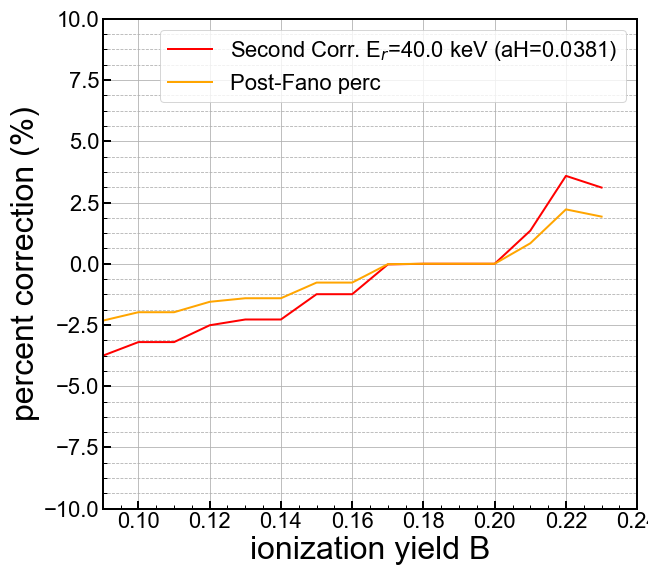 10.0
7.5
5.0
2.5
0.0
−2.5
−5.0
−7.5
−10.0
percent correction (%)
Second Corr. E$_r$=40.0 keV (aH=0.0381)
Post-Fano perc
0.10 0.12 0.14 0.16 0.18 0.20 0.22 0.24
ionization yield B